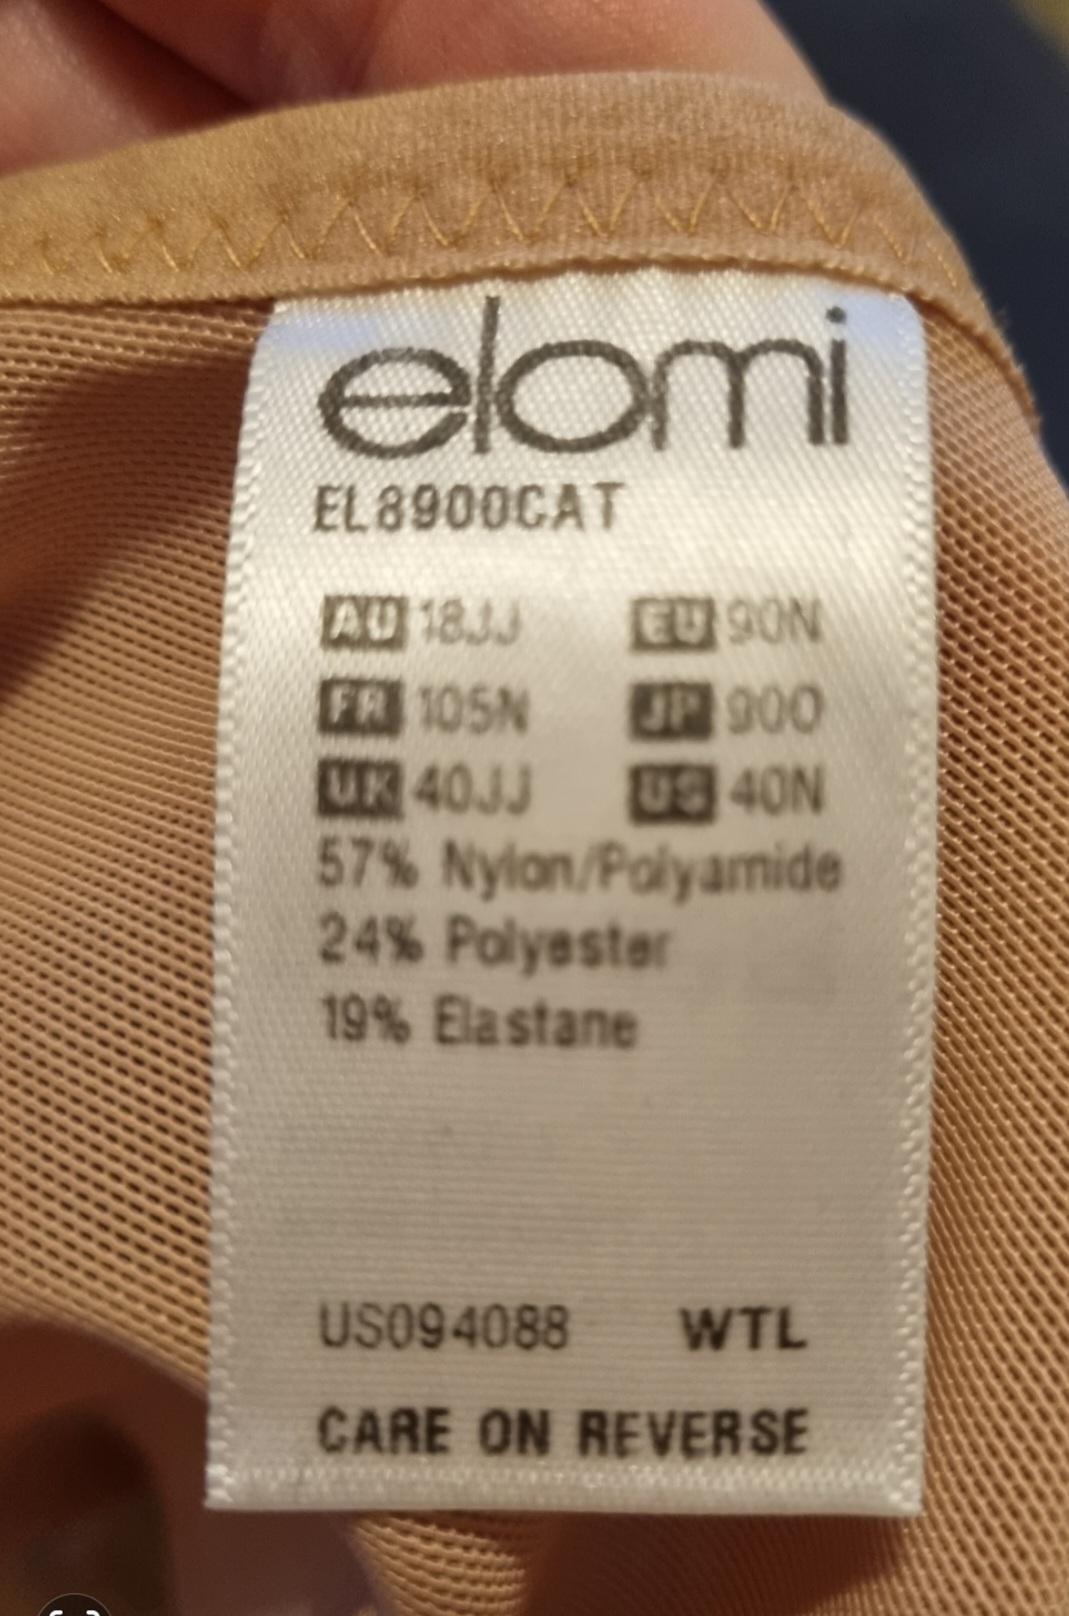 elomi
EL8900CAT
AU 18JJ EU 90N
FR 105N JP 90O
UK 40JJ US 40N
57% Nylon/Polyamide
24% Polyester
19% Elastane
US094088 WTL
CARE ON REVERSE